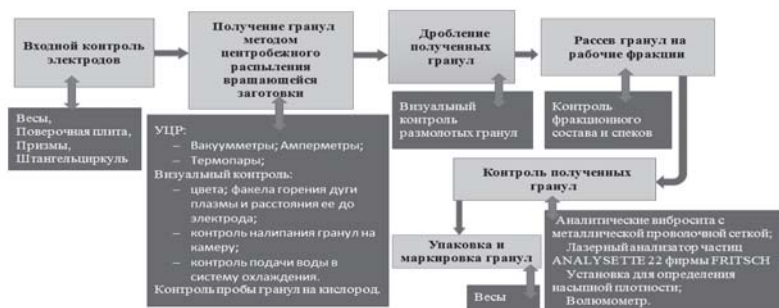 Входной контроль
электродов
Получение гранул
методом
центробежного
распыления
вращающейся
заготовки
Дробление
полученных
гранул
Рассев гранул на
рабочие фракции
Весы,
Поверочная плита,
Призмы,
Штангельциркуль
УЦР:
– Вакуумметры; Амперметры;
– Термопары;
Визуальный контроль:
– цвета; факела горения дуги
плазмы и расстояния ее до
электрода;
– контроль налипания гранул на
камеру;
– контроль подачи воды в
систему охлаждения.
Контроль пробы гранул на кислород.
Визуальный
контроль
размолотых гранул
Контроль
фракционного
состава и спеков
Контроль полученных
гранул
Упаковка и
маркировка гранул
Весы
Аналитические вибросита с
металлической проволочной сеткой;
Лазерный анализатор частиц
ANALYSETTE 22 фирмы FRITSCH
Установка для определения
насыпной плотности;
Волюмометр.